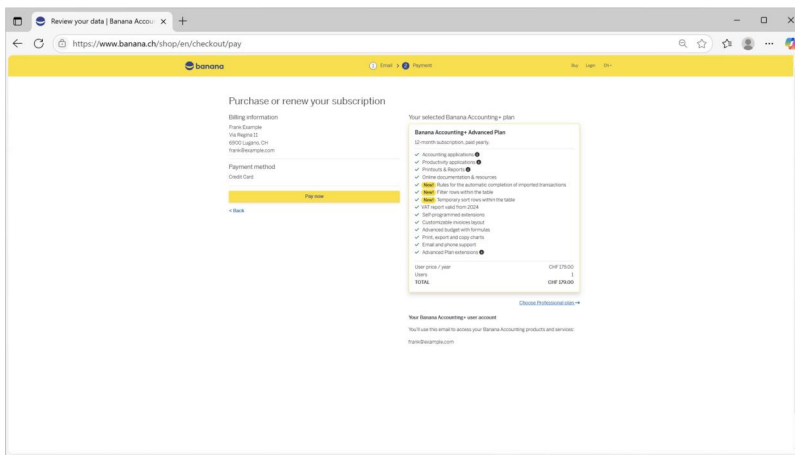 Review your data | Banana Accou
https://www.banana.ch/shop/en/checkout/pay
banana
1 Email > 2 Payment
Buy Login EN
Purchase or renew your subscription
Billing information
Frank Example
Via Regina 11
6900 Lugano, CH
frank@example.com
Payment method
Credit Card
Pay now
< Back
Your selected Banana Accounting+ plan
Banana Accounting+ Advanced Plan
12-month subscription, paid yearly.
Accounting applications
Productivity applications
Printouts & Reports
Online documentation & resources
New! Rules for the automatic completion of imported transactions
New! Filter rows within the table
New! Temporary sort rows within the table
VAT report valid from 2024
Self-programmed extensions
Customizable invoices layout
Advanced budget with formulas
Print, export and copy charts
Email and phone support
Advanced Plan extensions
User price / year CHF 179.00
Users 1
TOTAL CHF 179.00
Choose Professional plan →
Your Banana Accounting+ user account
You'll use this email to access your Banana Accounting products and services:
frank@example.com